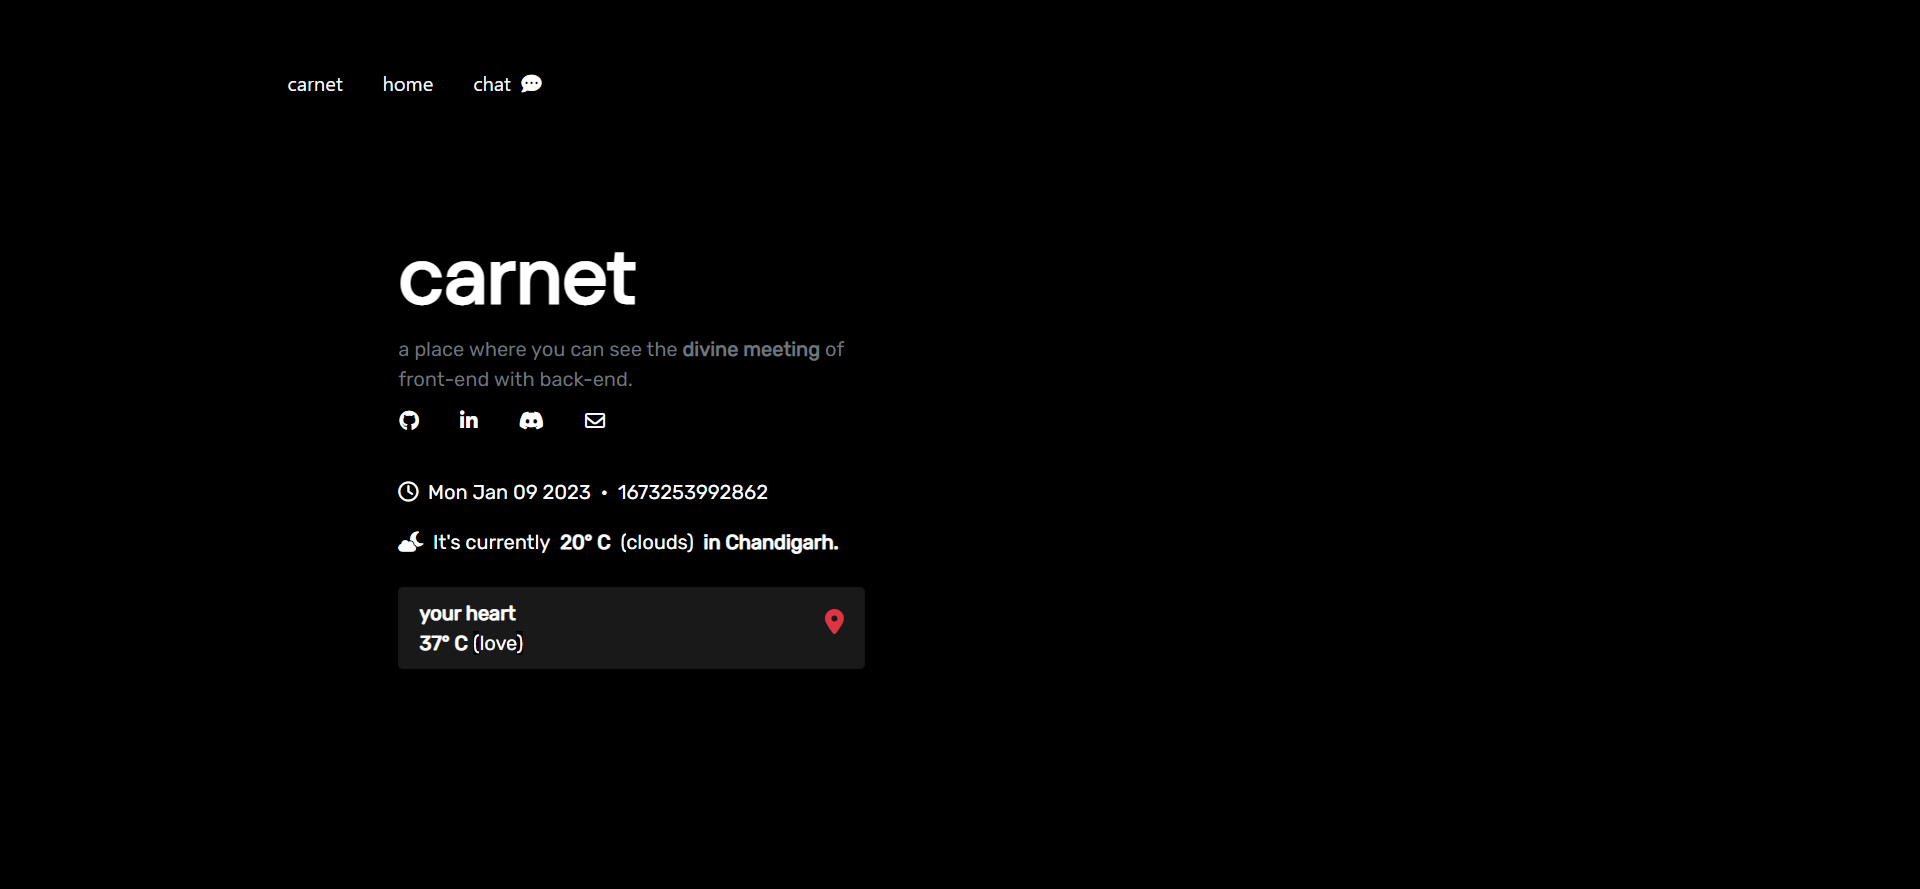 carnet home chat
carnet
a place where you can see the divine meeting of
front-end with back-end.
Mon Jan 09 2023 • 1673253992862
It's currently 20° C (clouds) in Chandigarh.
your heart
37° C (love)